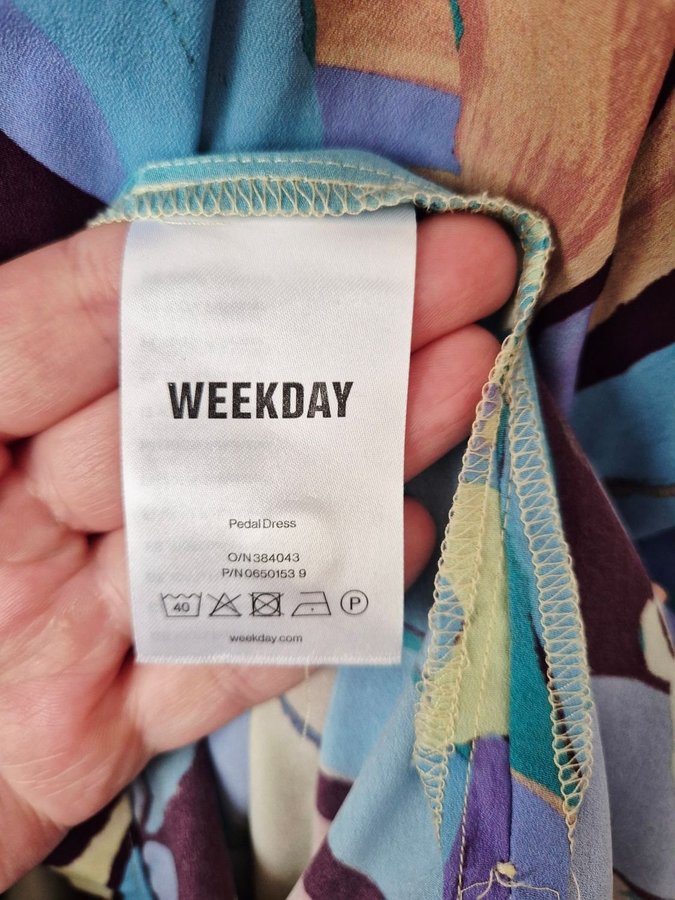 WEEKDAY
Pedal Dress
O/N 384043
P/N 0650153 9
40
P
weekday.com